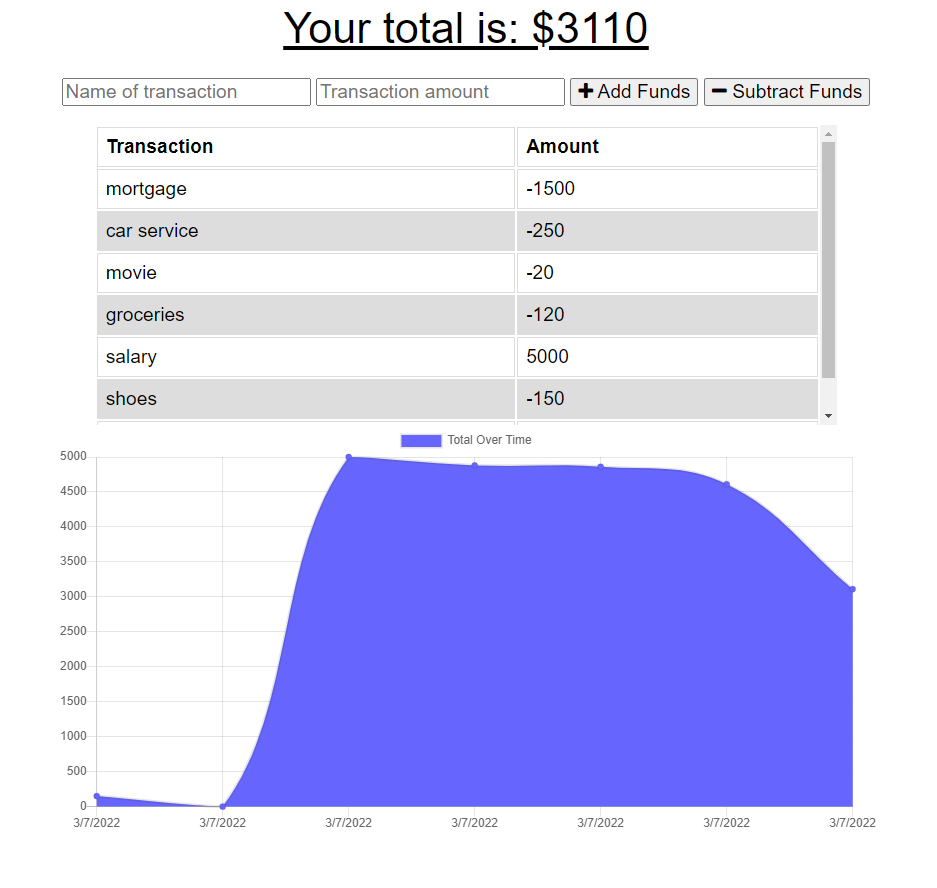 Your total is: $3110
Name of transaction Transaction amount Add Funds Subtract Funds
Transaction Amount
mortgage -1500
car service -250
movie -20
groceries -120
salary 5000
shoes -150
Total Over Time
5000
4500
4000
3500
3000
2500
2000
1500
1000
500
0
3/7/2022 3/7/2022 3/7/2022 3/7/2022 3/7/2022 3/7/2022 3/7/2022